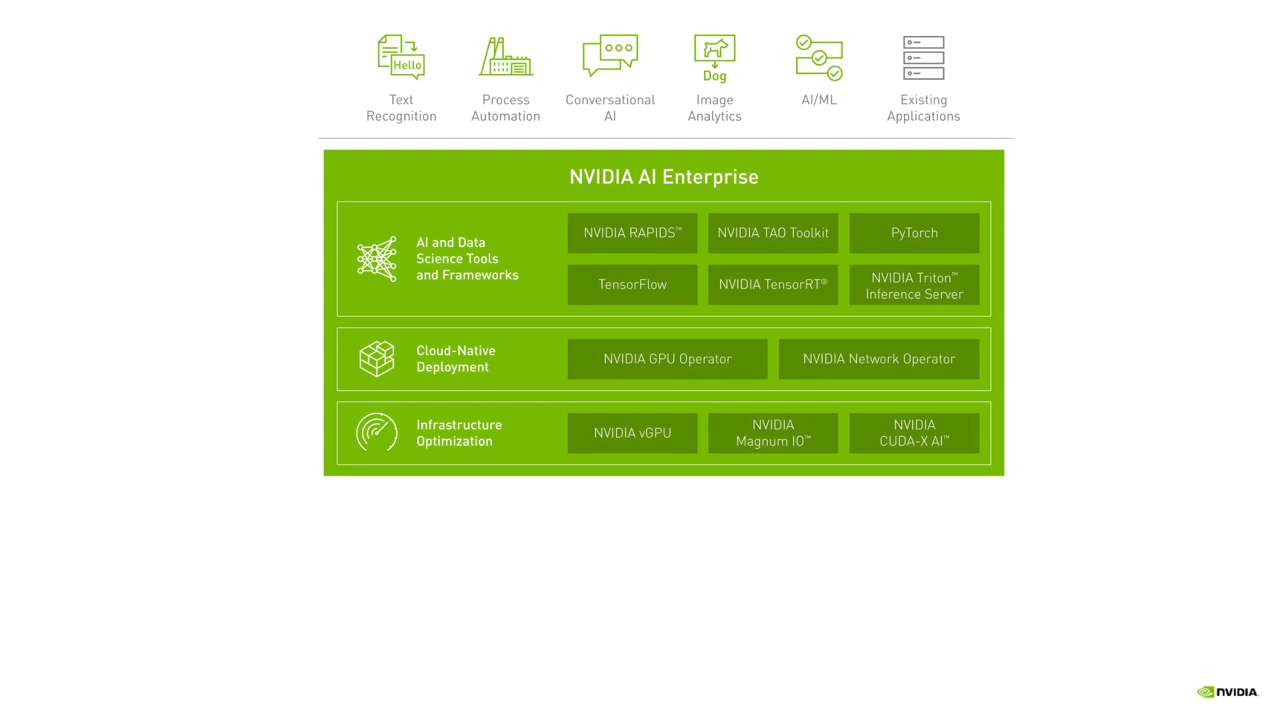 Hello
Dog
Text
Recognition
Process
Automation
Conversational
AI
Image
Analytics
AI/ML
Existing
Applications
NVIDIA AI Enterprise
AI and Data
Science Tools
and Frameworks
NVIDIA RAPIDS™
NVIDIA TAO Toolkit
PyTorch
TensorFlow
NVIDIA TensorRT®
NVIDIA Triton™
Inference Server
Cloud-Native
Deployment
NVIDIA GPU Operator
NVIDIA Network Operator
Infrastructure
Optimization
NVIDIA vGPU
NVIDIA
Magnum IO™
NVIDIA
CUDA-X AI™
NVIDIA